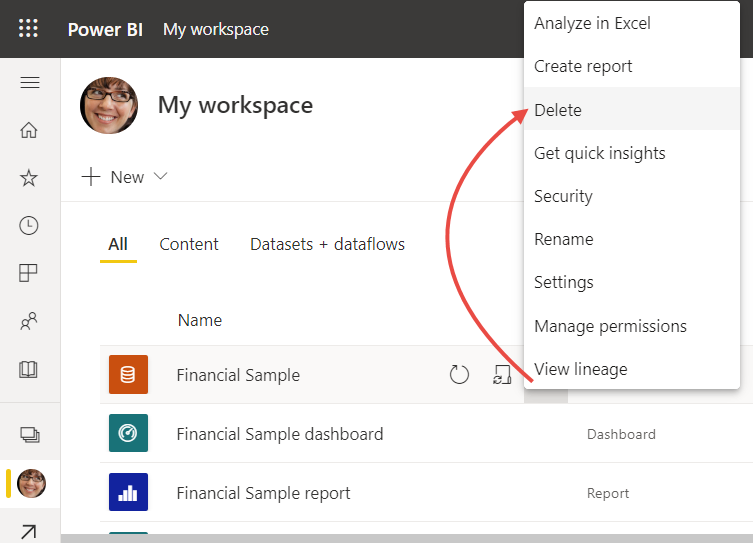 Power BI My workspace
My workspace
New
All Content Datasets + dataflows
Name
Financial Sample
Financial Sample dashboard Dashboard
Financial Sample report Report
Analyze in Excel
Create report
Delete
Get quick insights
Security
Rename
Settings
Manage permissions
View lineage